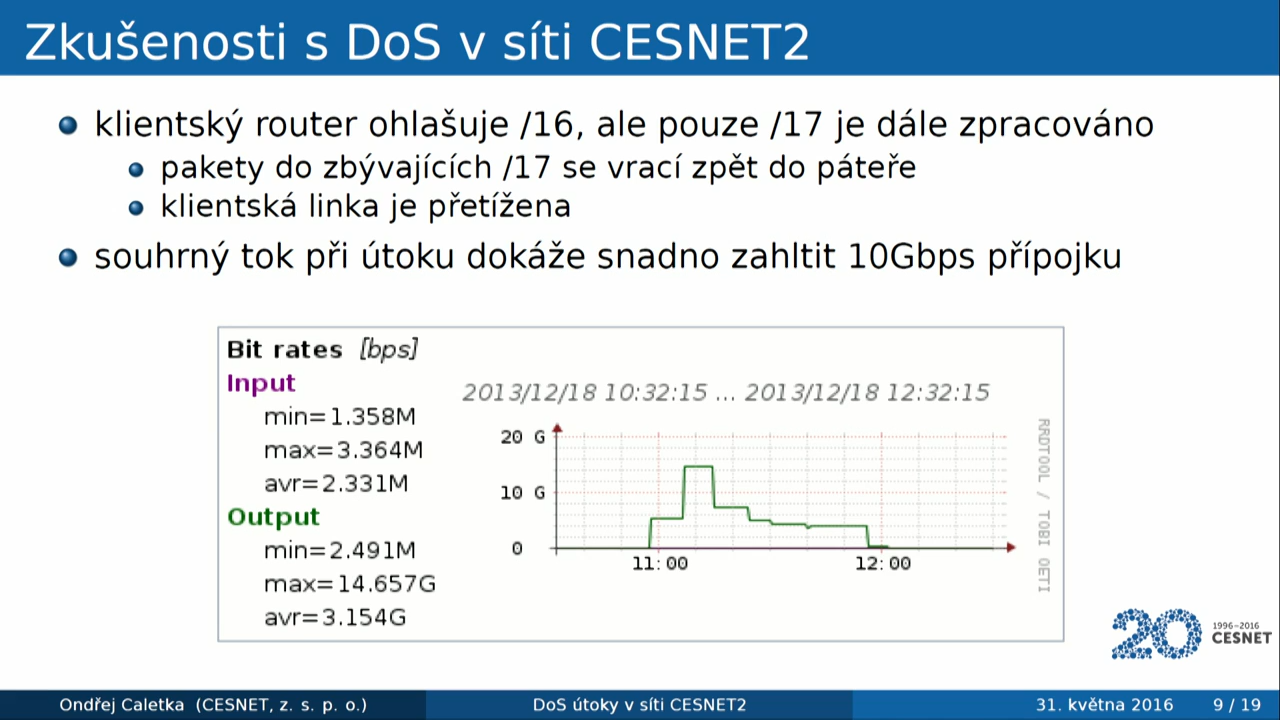 Zkušenosti s DoS v síti CESNET2
klientský router ohlašuje /16, ale pouze /17 je dále zpracováno
pakety do zbývajících /17 se vrací zpět do páteře
klientská linka je přetížena
souhrný tok při útoku dokáže snadno zahltit 10Gbps přípojku
Bit rates [bps]
Input
min=1.358M
max=3.364M
avr=2.331M
Output
min=2.491M
max=14.657G
avr=3.154G
2013/12/18 10:32:15 ... 2013/12/18 12:32:15
20 G
10 G
0
11:00 12:00
RRDTOOL / TOBI OETI
20 1996–2016
CESNET
Ondřej Caletka (CESNET, z. s. p. o.) DoS útoky v síti CESNET2 31. května 2016 9 / 19